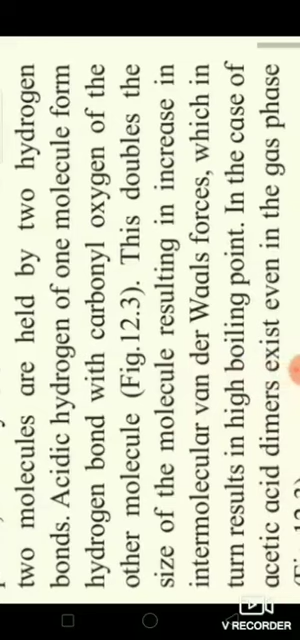 two molecules are held by two hydrogen
bonds. Acidic hydrogen of one molecule form
hydrogen bond with carbonyl oxygen of the
other molecule (Fig.12.3). This doubles the
size of the molecule resulting in increase in
intermolecular van der Waals forces, which in
turn results in high boiling point. In the case of
acetic acid dimers exist even in the gas phase
V RECORDER